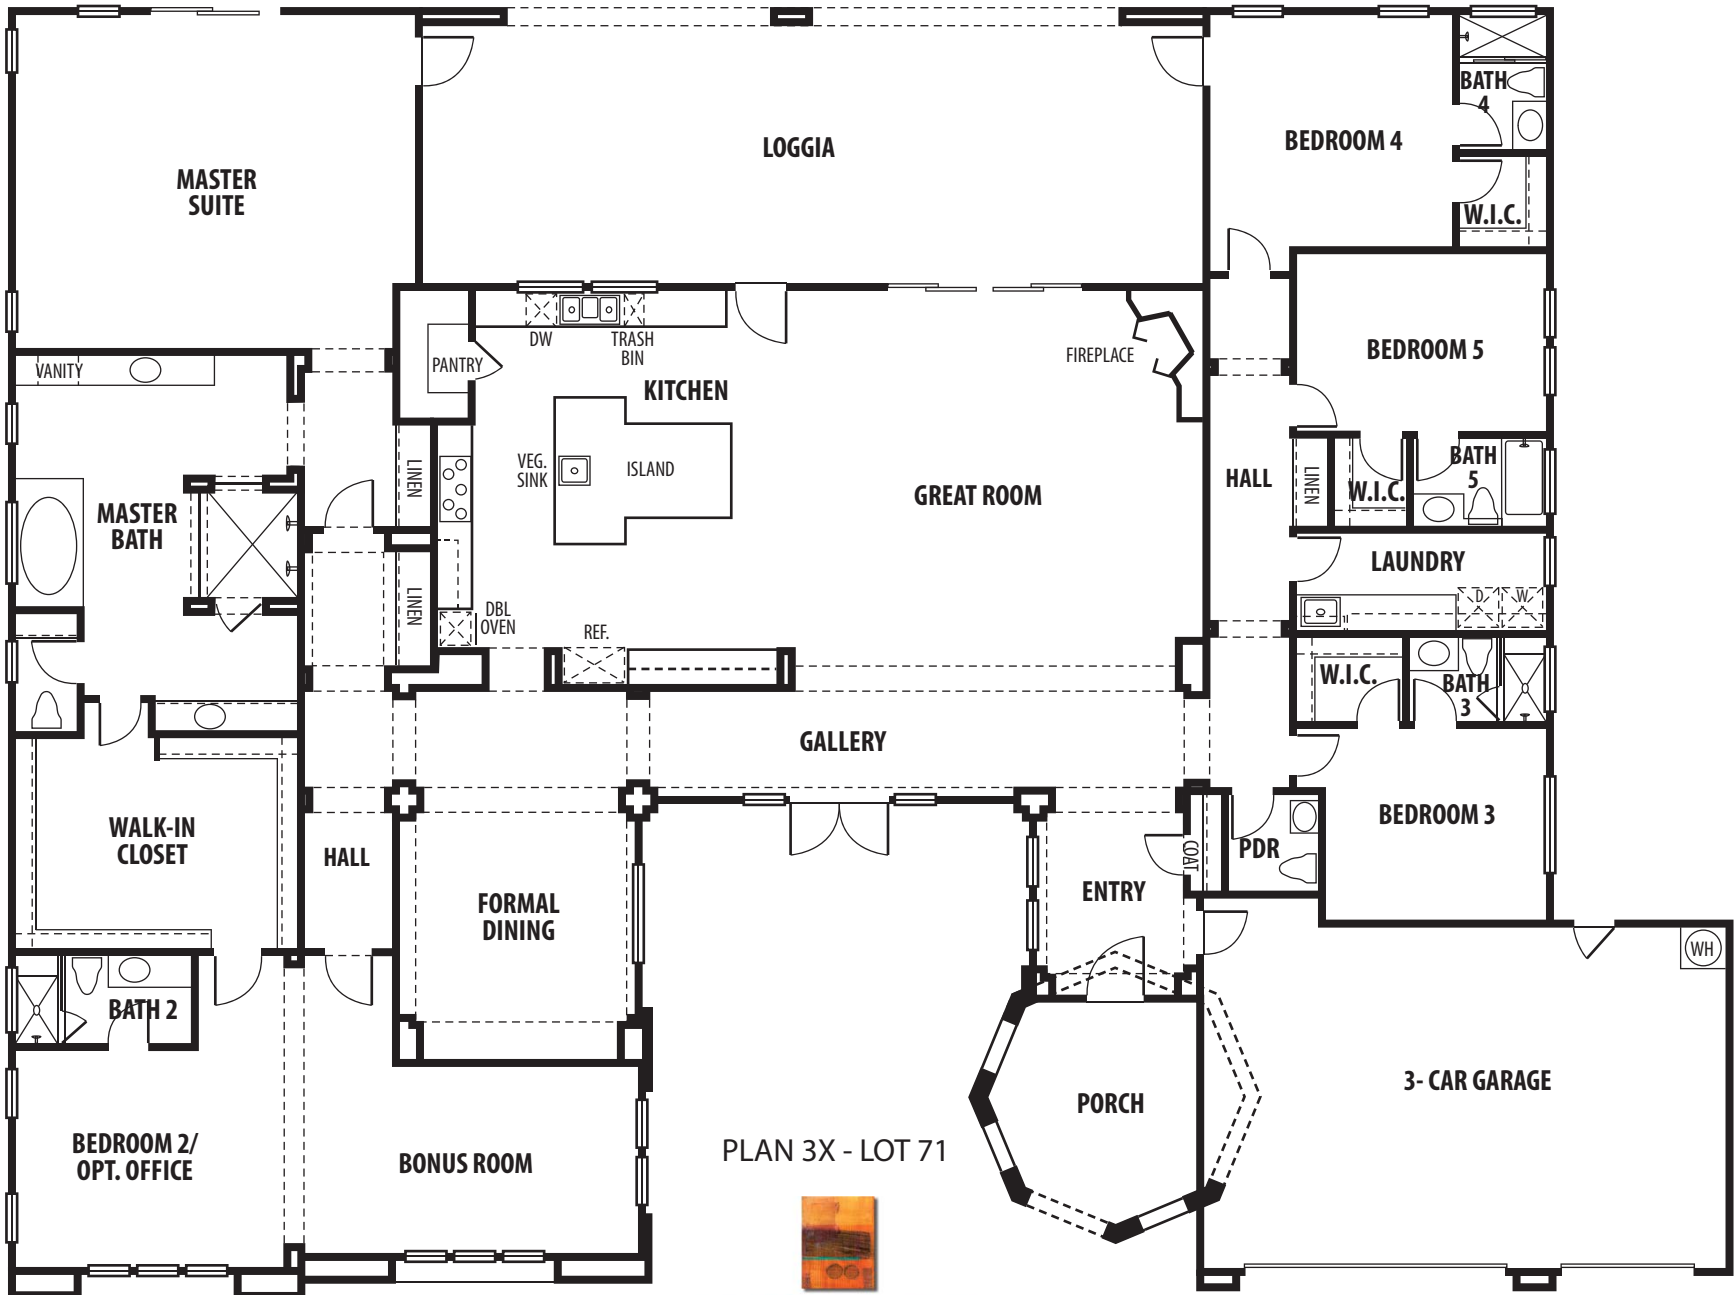 MASTER
SUITE
LOGGIA
BEDROOM 4
BATH
4
W.I.C.
VANITY
MASTER
BATH
PANTRY
DW
TRASH
BIN
KITCHEN
VEG.
SINK
ISLAND
LINEN
LINEN
DBL
OVEN
REF.
FIREPLACE
GREAT ROOM
HALL
BEDROOM 5
LINEN
W.I.C.
BATH
5
LAUNDRY
D
W
W.I.C.
BATH
3
GALLERY
WALK-IN
CLOSET
HALL
FORMAL
DINING
ENTRY
COAT
PDR
BEDROOM 3
WH
BATH 2
BEDROOM 2/
OPT. OFFICE
BONUS ROOM
PLAN 3X - LOT 71
PORCH
3- CAR GARAGE